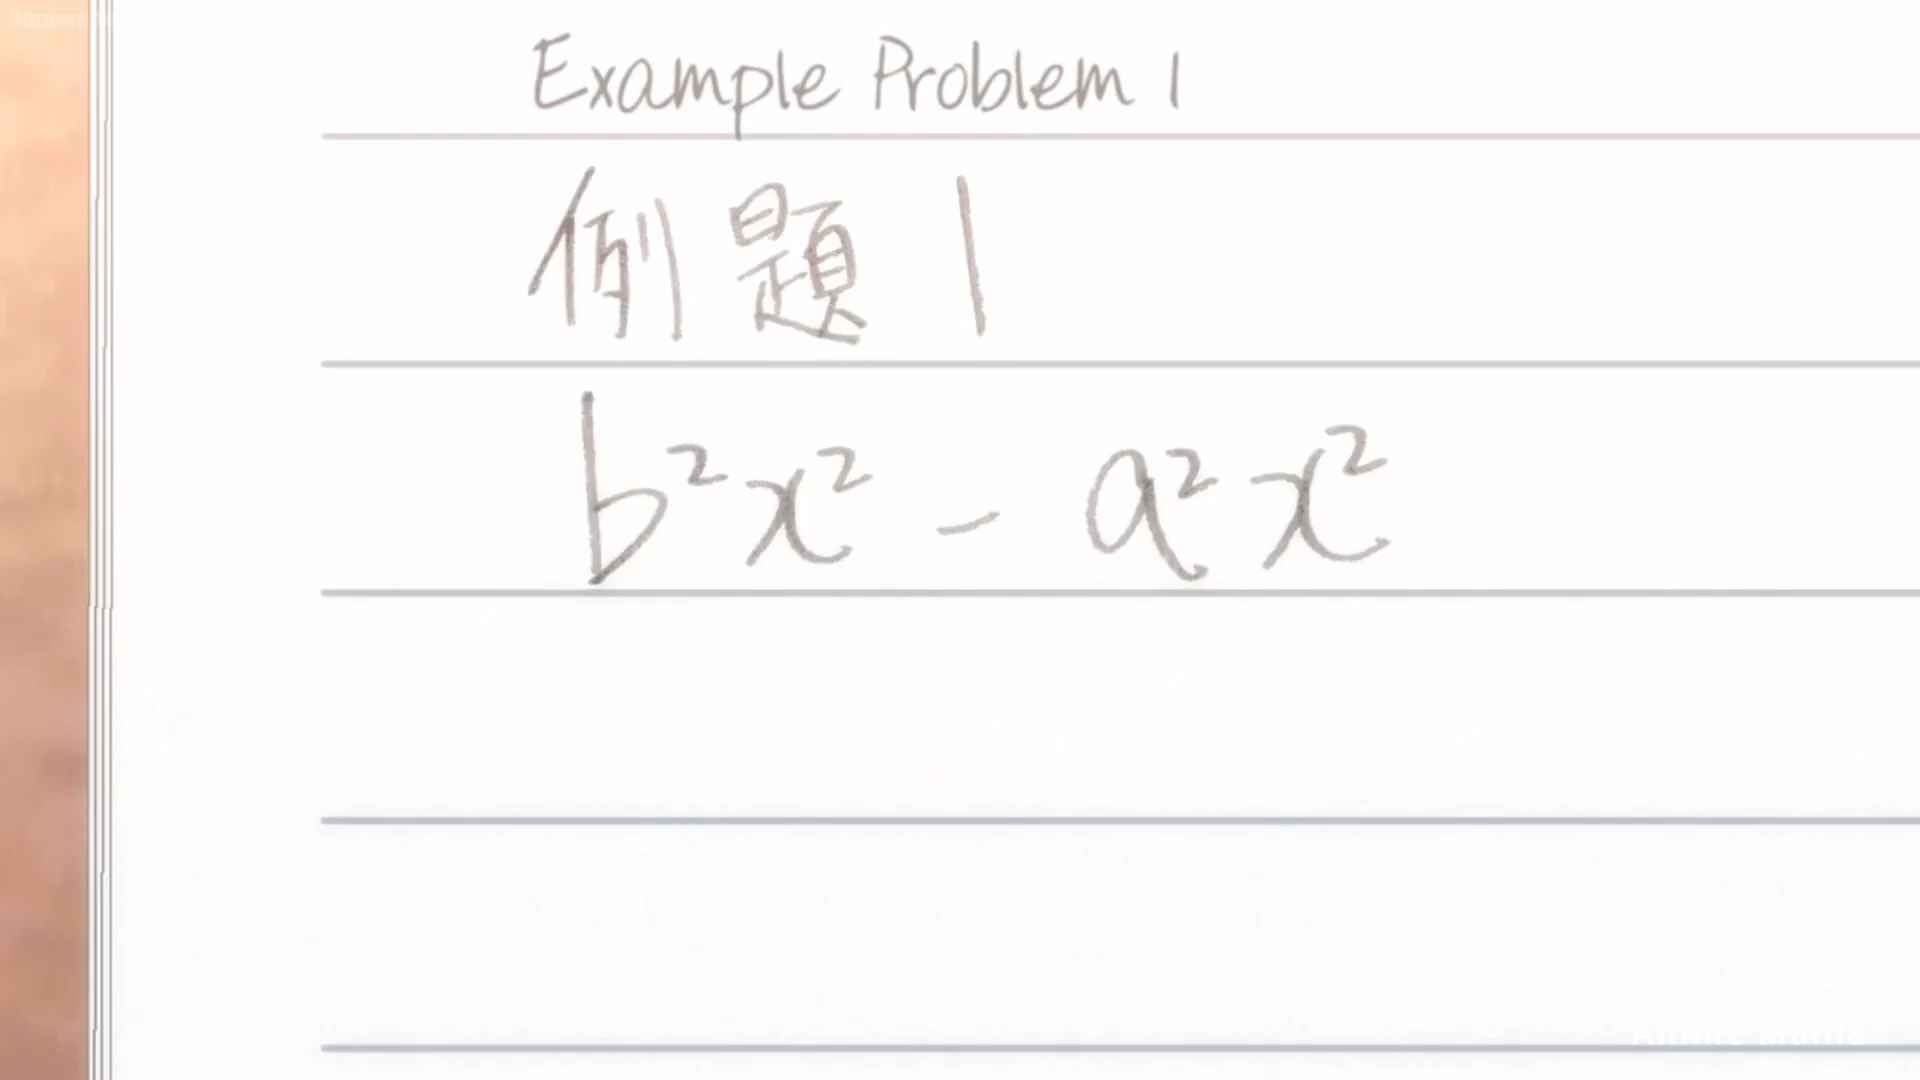 Example Problem 1
例題 1
b²x² - a²x²